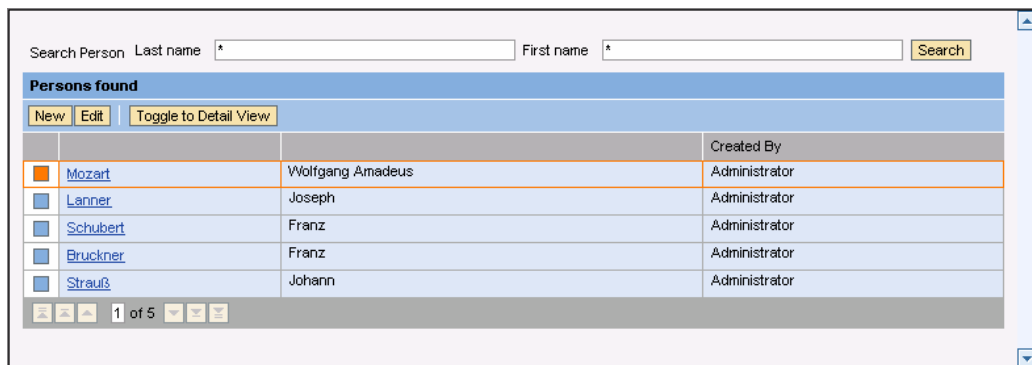 Search Person Last name * First name * Search
Persons found
New Edit Toggle to Detail View
Created By
Mozart Wolfgang Amadeus Administrator
Lanner Joseph Administrator
Schubert Franz Administrator
Bruckner Franz Administrator
Strauß Johann Administrator
1 of 5